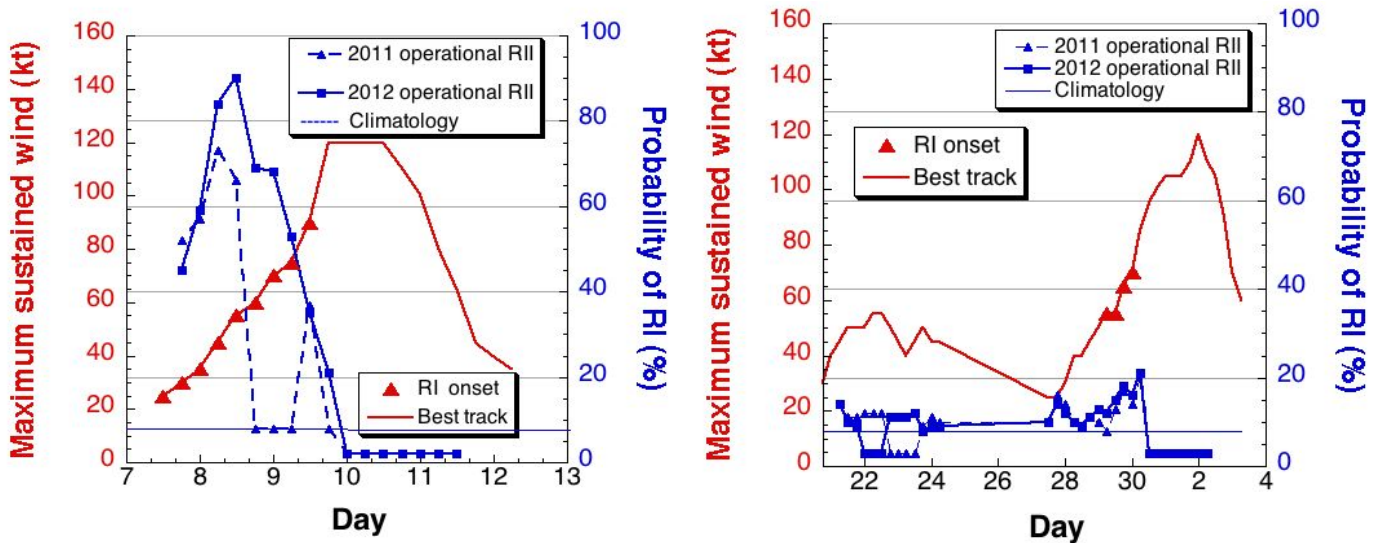 Maximum sustained wind (kt)
160
140
120
100
80
60
40
20
0
2011 operational RII
2012 operational RII
Climatology
RI onset
Best track
100
80
60
40
20
0
Probability of RI (%)
7 8 9 10 11 12 13
Day
Maximum sustained wind (kt)
160
140
120
100
80
60
40
20
0
2011 operational RII
2012 operational RII
Climatology
RI onset
Best track
100
80
60
40
20
0
Probability of RI (%)
22 24 26 28 30 2 4
Day